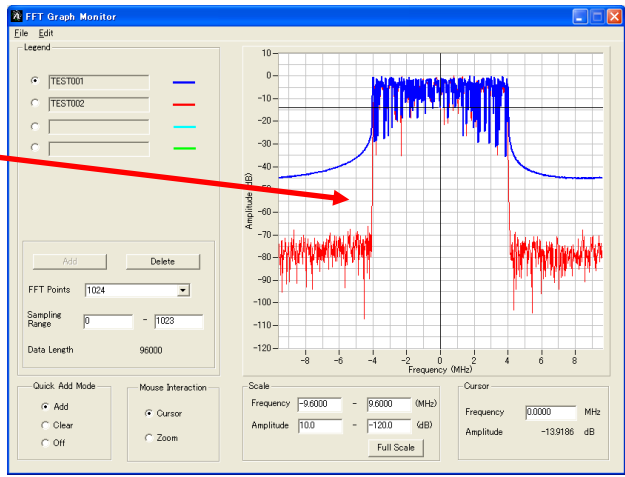 FFT Graph Monitor
File Edit
Legend
TEST001
TEST002
Add Delete
FFT Points 1024
Sampling Range 0 - 1023
Data Length 96000
Quick Add Mode
Add
Clear
Off
Mouse Interaction
Cursor
Zoom
10
0
-10
-20
-30
-40
-50
-60
-70
-80
-90
-100
-110
-120
Amplitude (dB)
-8 -6 -4 -2 0 2 4 6 8
Frequency (MHz)
Scale
Frequency -9.6000 - 9.6000 (MHz)
Amplitude 10.0 - -120.0 (dB)
Full Scale
Cursor
Frequency 0.0000 MHz
Amplitude -13.9186 dB